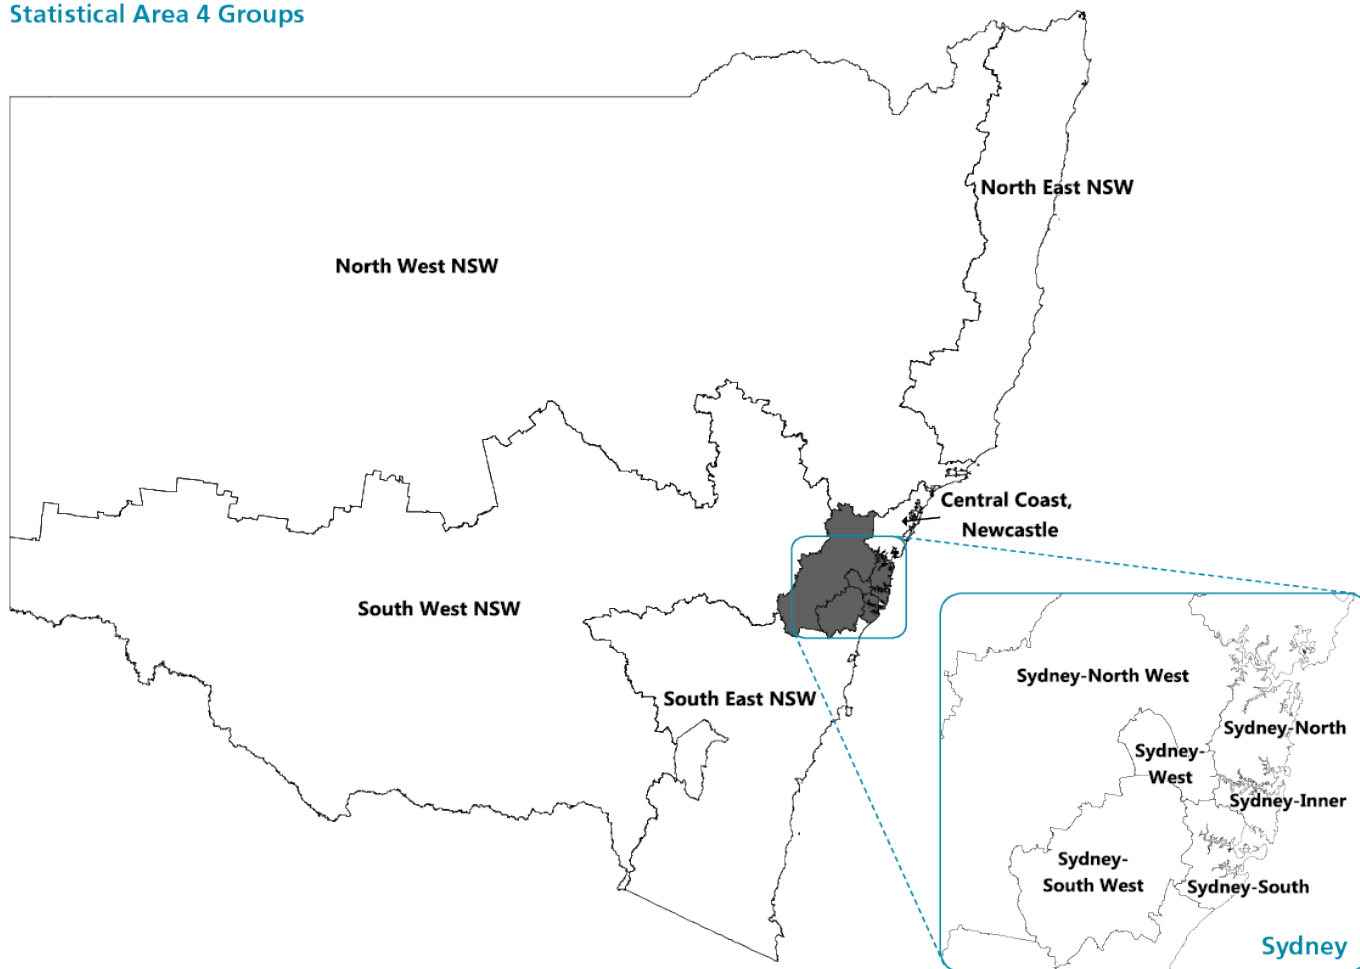 Statistical Area 4 Groups
North East NSW
North West NSW
Central Coast,
Newcastle
South West NSW
South East NSW
Sydney-North West
Sydney-North
Sydney-
West
Sydney-Inner
Sydney-
South West
Sydney-South
Sydney